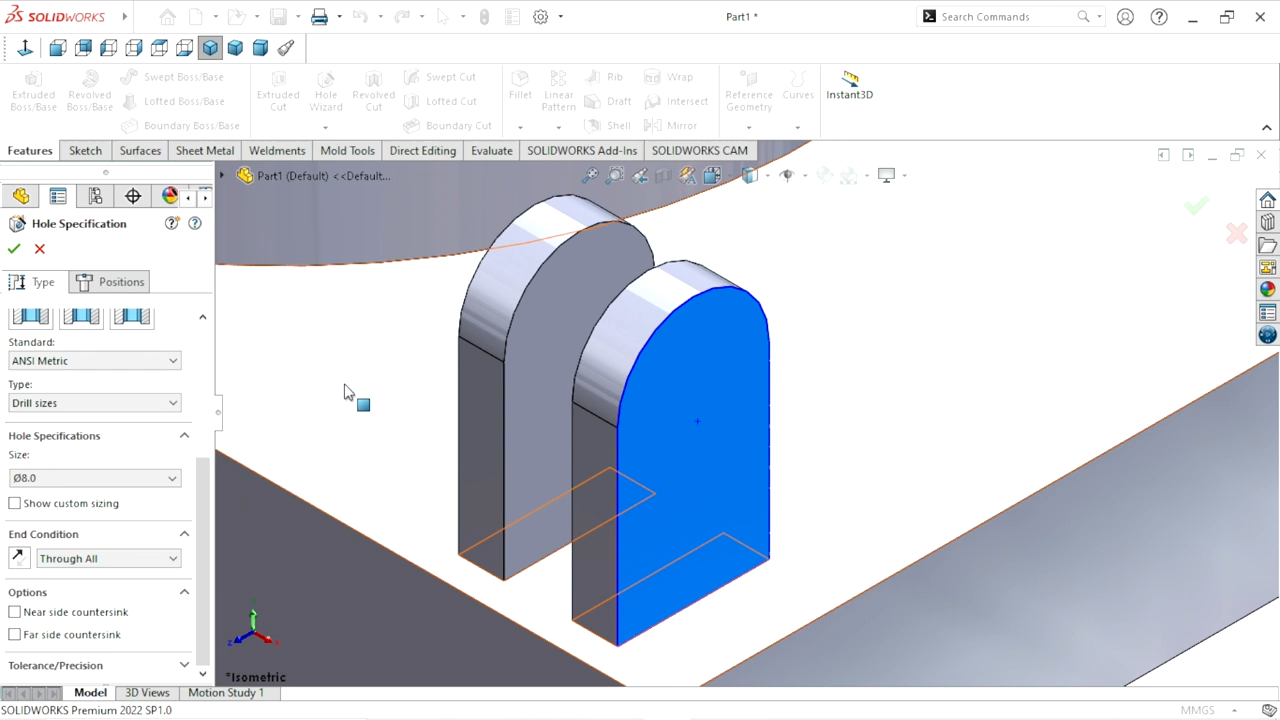 SOLIDWORKS
Part1 *
Search Commands
Extruded Boss/Base
Revolved Boss/Base
Swept Boss/Base
Lofted Boss/Base
Boundary Boss/Base
Extruded Cut
Hole Wizard
Revolved Cut
Swept Cut
Lofted Cut
Boundary Cut
Fillet
Linear Pattern
Rib
Draft
Shell
Wrap
Intersect
Mirror
Reference Geometry
Curves
Instant3D
Features
Sketch
Surfaces
Sheet Metal
Weldments
Mold Tools
Direct Editing
Evaluate
SOLIDWORKS Add-Ins
SOLIDWORKS CAM
Part1 (Default) <<Default...
Hole Specification
Type
Positions
Standard:
ANSI Metric
Type:
Drill sizes
Hole Specifications
Size:
Ø8.0
Show custom sizing
End Condition
Through All
Options
Near side countersink
Far side countersink
Tolerance/Precision
*Isometric
Model
3D Views
Motion Study 1
SOLIDWORKS Premium 2022 SP1.0
MMGS